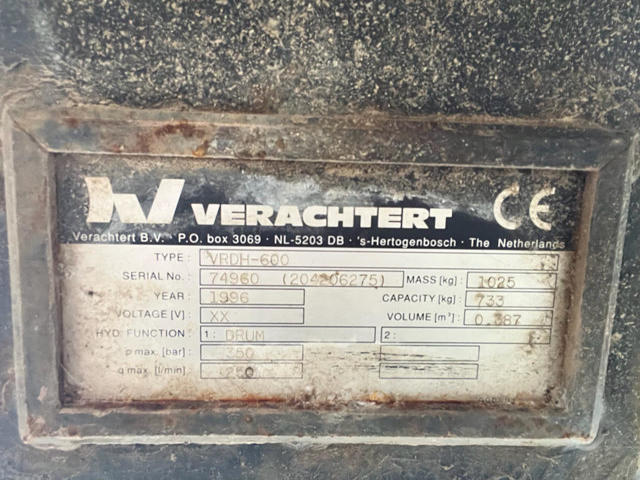 VERACHTERT CE
Verachtert B.V. P.O. box 3069 · NL-5203 DB · 's-Hertogenbosch · The Netherlands
TYPE : VRDH-600
SERIAL No. : 74960 (204206275) MASS [kg] : 1025
YEAR : 1996 CAPACITY [kg] : 733
VOLTAGE [V] : XX VOLUME [m³] : 0.387
HYD. FUNCTION 1 : DRUM 2 :
p max. [bar] 350
q max. [l/min] 250